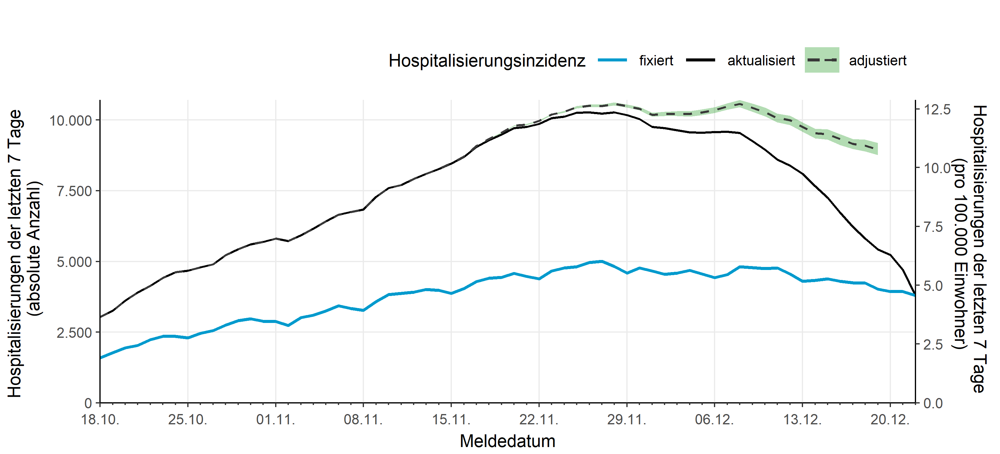 Hospitalisierungsinzidenz fixiert aktualisiert adjustiert
Hospitalisierungen der letzten 7 Tage
(absolute Anzahl)
10.000
7.500
5.000
2.500
0
12.5
10.0
7.5
5.0
2.5
0.0
Hospitalisierungen der letzten 7 Tage
(pro 100.000 Einwohner)
18.10. 25.10. 01.11. 08.11. 15.11. 22.11. 29.11. 06.12. 13.12. 20.12.
Meldedatum